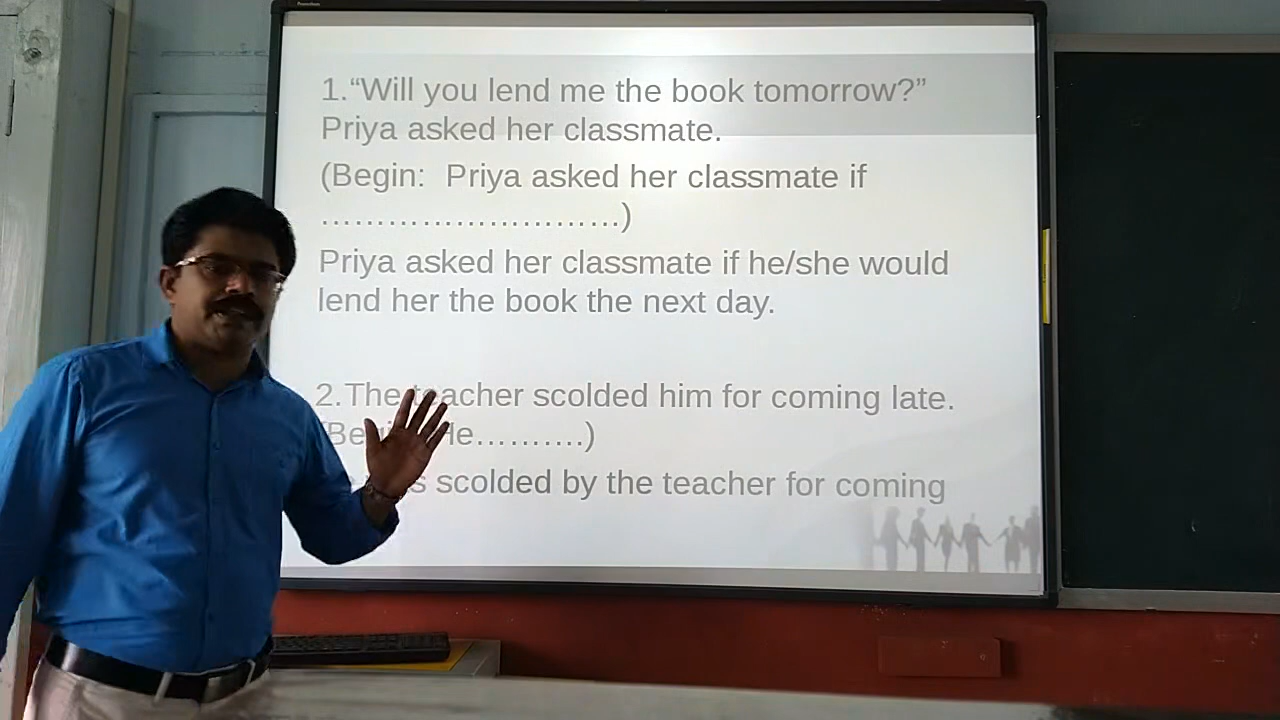 1.“Will you lend me the book tomorrow?”
Priya asked her classmate.
(Begin:  Priya asked her classmate if
………………………)
Priya asked her classmate if he/she would
lend her the book the next day.
2.The teacher scolded him for coming late.
He……….)
scolded by the teacher for coming